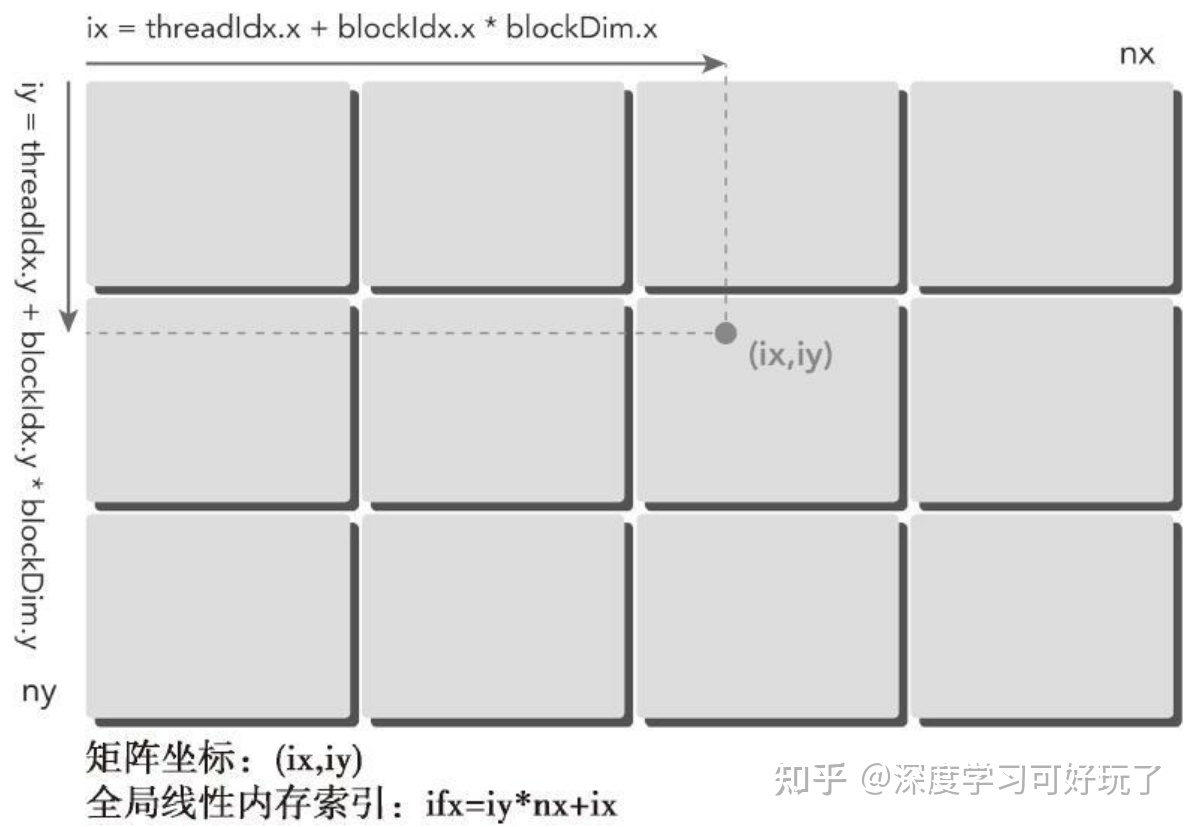 ix = threadIdx.x + blockIdx.x * blockDim.x
nx
iy = threadIdx.y + blockIdx.y * blockDim.y
(ix,iy)
ny
矩阵坐标：(ix,iy)
全局线性内存索引：ifx=iy*nx+ix
知乎 @深度学习可好玩了